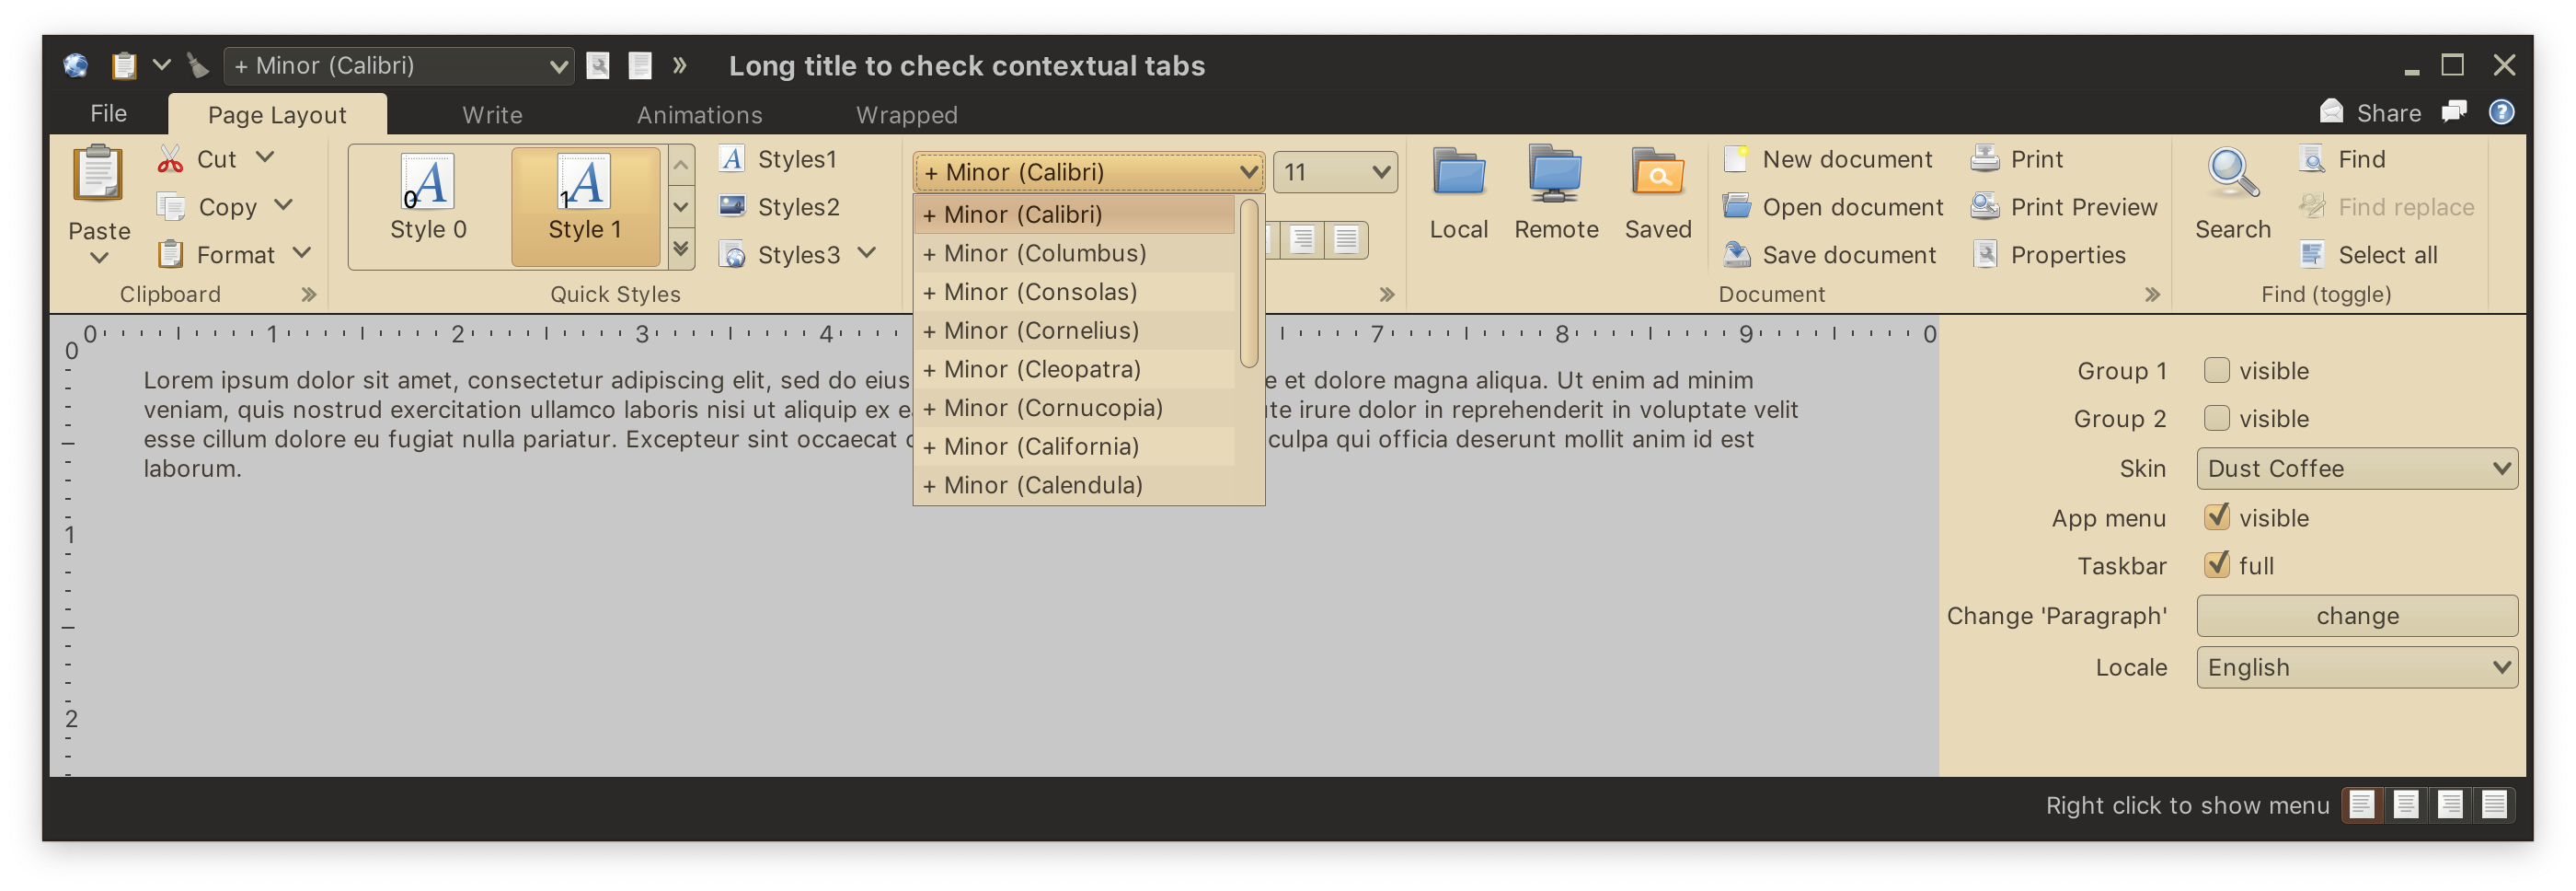 + Minor (Calibri)
Long title to check contextual tabs
File
Page Layout
Write
Animations
Wrapped
Share
Paste
Cut
Copy
Format
Clipboard
0
Style 0
1
Style 1
Styles1
Styles2
Styles3
Quick Styles
+ Minor (Calibri)
11
+ Minor (Calibri)
+ Minor (Columbus)
+ Minor (Consolas)
+ Minor (Cornelius)
+ Minor (Cleopatra)
+ Minor (Cornucopia)
+ Minor (California)
+ Minor (Calendula)
Local
Remote
Saved
New document
Open document
Save document
Print
Print Preview
Properties
Document
Search
Find
Find replace
Select all
Find (toggle)
0 1 2 3 4 7 8 9 0
0
1
2
Lorem ipsum dolor sit amet, consectetur adipiscing elit, sed do eius e et dolore magna aliqua. Ut enim ad minim
veniam, quis nostrud exercitation ullamco laboris nisi ut aliquip ex irure dolor in reprehenderit in voluptate velit
esse cillum dolore eu fugiat nulla pariatur. Excepteur sint occaecat culpa qui officia deserunt mollit anim id est
laborum.
Group 1
visible
Group 2
visible
Skin
Dust Coffee
App menu
visible
Taskbar
full
Change 'Paragraph'
change
Locale
English
Right click to show menu